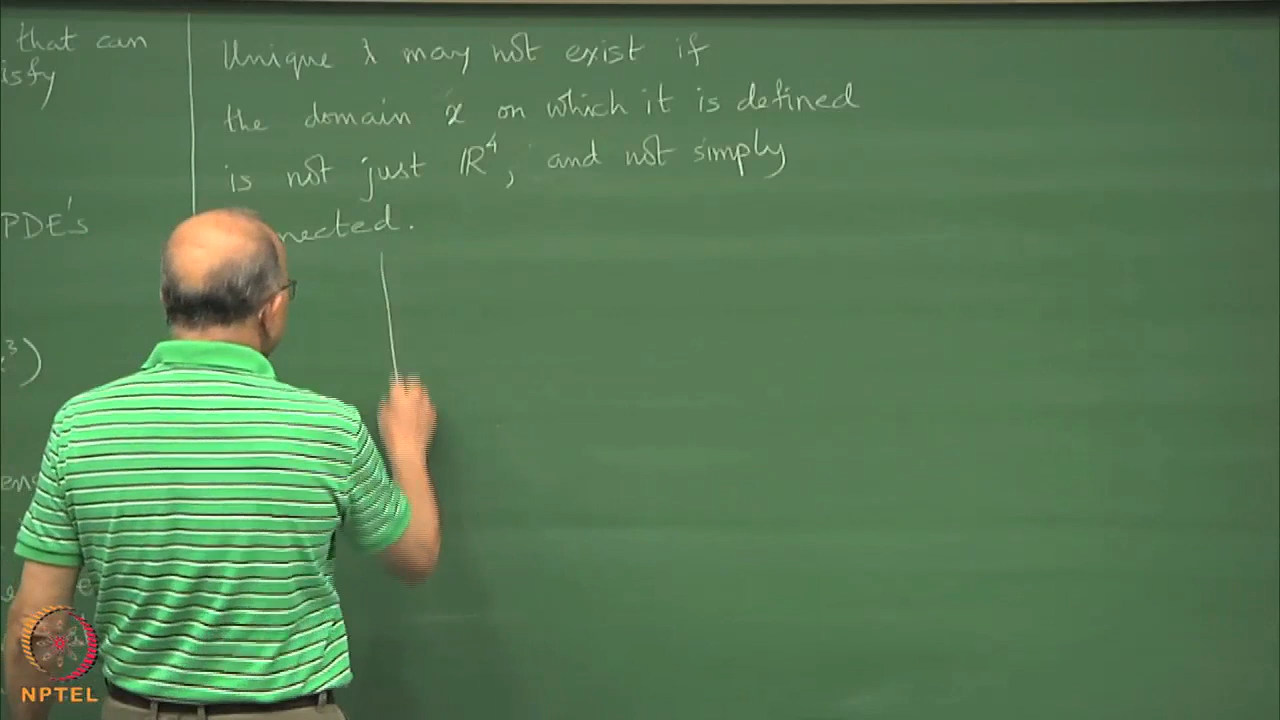 that can
isfy
PDE's
Unique λ may not exist if
the domain x on which it is defined
is not just ℝ⁴, and not simply
nected.
NPTEL